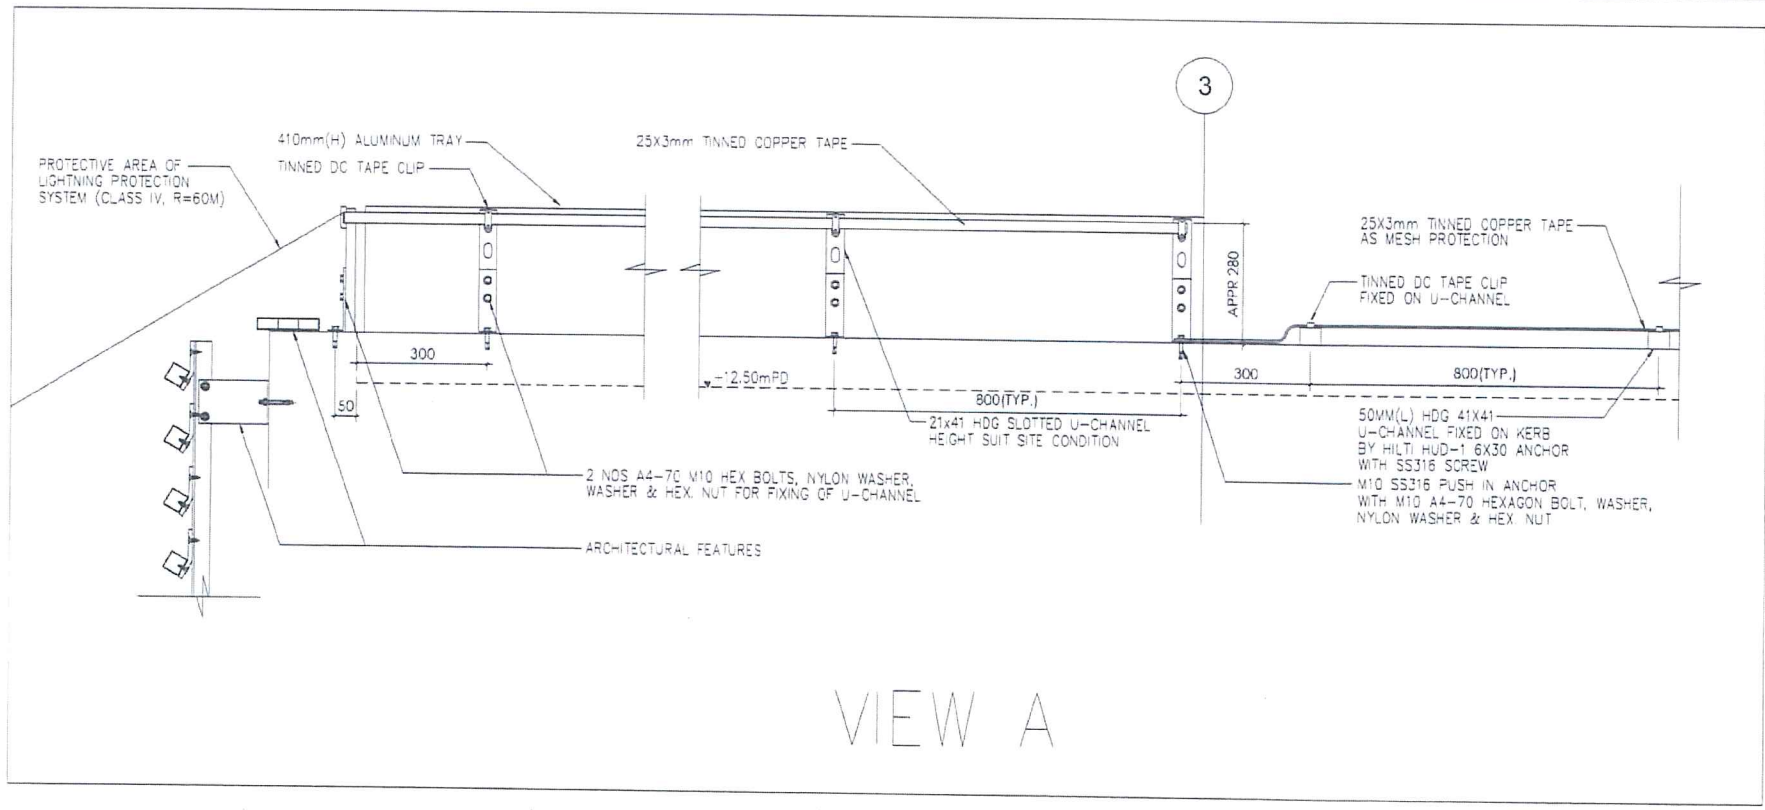 3
410mm(H) ALUMINUM TRAY
TINNED DC TAPE CLIP
25X3mm TINNED COPPER TAPE
PROTECTIVE AREA OF
LIGHTNING PROTECTION
SYSTEM (CLASS IV, R=60M)
25X3mm TINNED COPPER TAPE
AS MESH PROTECTION
TINNED DC TAPE CLIP
FIXED ON U-CHANNEL
APPR 280
300
-12.50mPD
300
800(TYP.)
50
800(TYP.)
21x41 HDG SLOTTED U-CHANNEL
HEIGHT SUIT SITE CONDITION
50MM(L) HDG 41X41
U-CHANNEL FIXED ON KERB
BY HILTI HUD-1 6X30 ANCHOR
WITH SS316 SCREW
M10 SS316 PUSH IN ANCHOR
WITH M10 A4-70 HEXAGON BOLT, WASHER,
NYLON WASHER & HEX. NUT
2 NOS A4-70 M10 HEX BOLTS, NYLON WASHER,
WASHER & HEX. NUT FOR FIXING OF U-CHANNEL
ARCHITECTURAL FEATURES
VIEW A